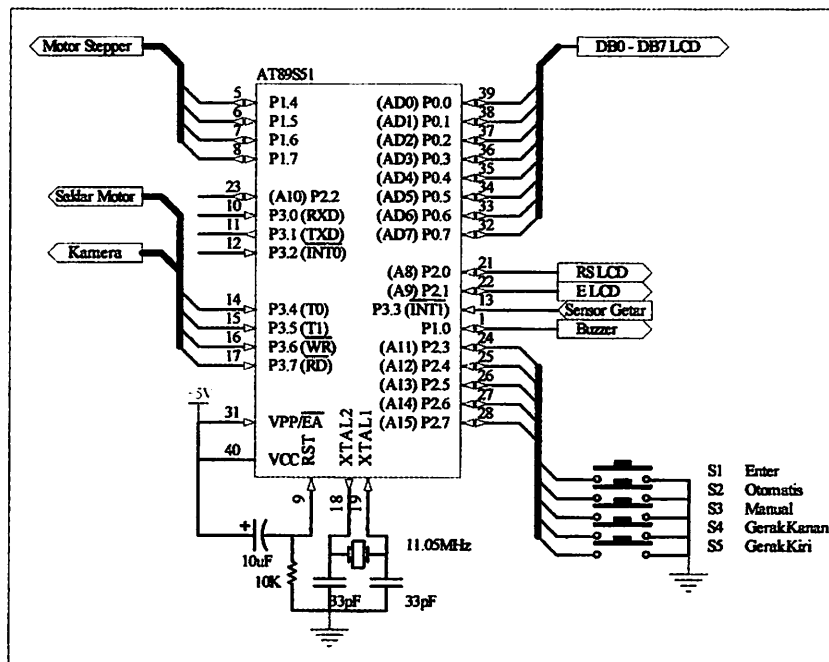 Motor Stepper
DB0 - DB7 LCD
AT89S51
5 P1.4
6 P1.5
7 P1.6
8 P1.7
23 (A10) P2.2
10 P3.0 (RXD)
11 P3.1 (TXD)
12 P3.2 (INT0)
Saklar Motor
Kamera
14 P3.4 (T0)
15 P3.5 (T1)
16 P3.6 (WR)
17 P3.7 (RD)
(AD0) P0.0 39
(AD1) P0.1 38
(AD2) P0.2 37
(AD3) P0.3 36
(AD4) P0.4 35
(AD5) P0.5 34
(AD6) P0.6 33
(AD7) P0.7 32
(A8) P2.0 21 RS LCD
(A9) P2.1 22 E LCD
P3.3 (INT1) 13 Sensor Getar
P1.0 1 Buzzer
(A11) P2.3 24
(A12) P2.4 25
(A13) P2.5 26
(A14) P2.6 27
(A15) P2.7 28
5V
31 VPP/EA
40 VCC
RST 9
XTAL2 18
XTAL1 19
+
10uF
10K
11.05MHz
33pF
33pF
S1 Enter
S2 Otomatis
S3 Manual
S4 Gerak Kanan
S5 Gerak Kiri